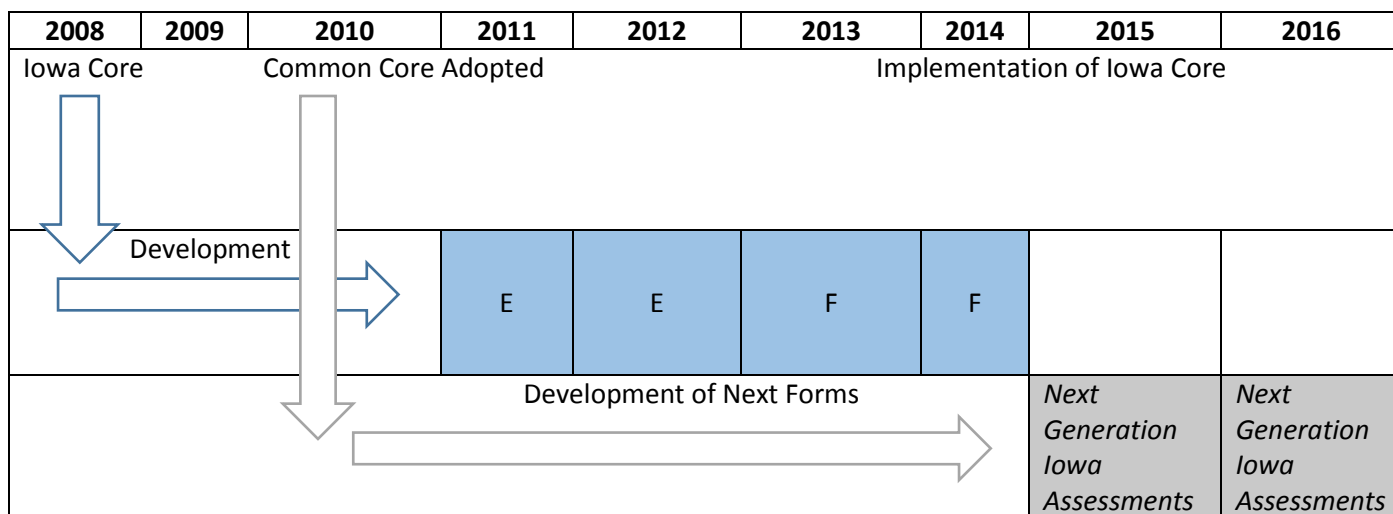 2008 2009 2010 2011 2012 2013 2014 2015 2016
Iowa Core Common Core Adopted Implementation of Iowa Core
Development
E E F F
Development of Next Forms
Next Next
Generation Generation
Iowa Iowa
Assessments Assessments